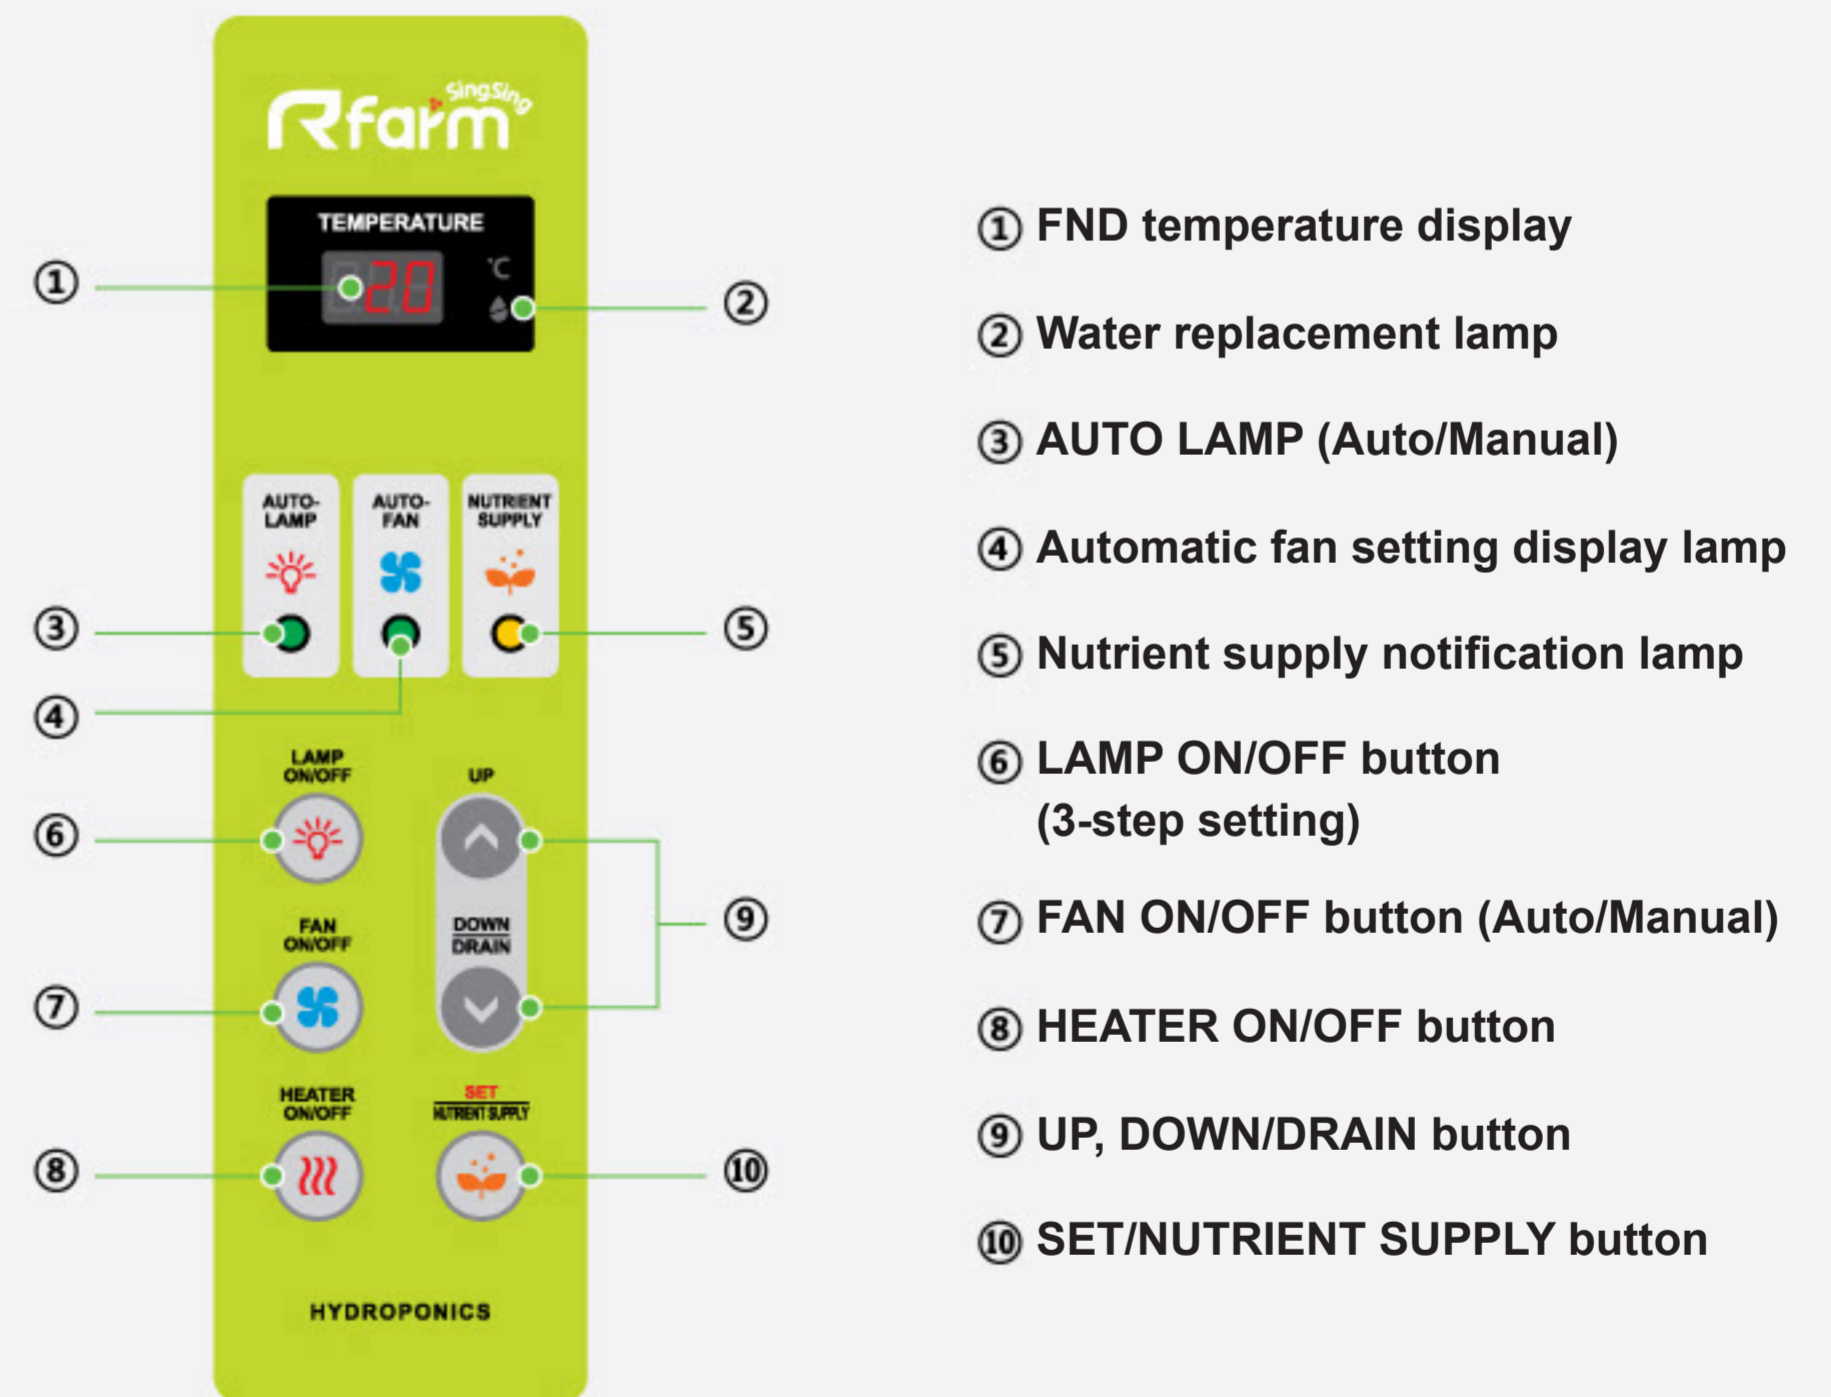 SingSing
Rfarm
TEMPERATURE
20
°C
①
②
AUTO-
LAMP
AUTO-
FAN
NUTRIENT
SUPPLY
③
⑤
④
LAMP
ON/OFF
UP
⑥
FAN
ON/OFF
DOWN
DRAIN
⑨
⑦
HEATER
ON/OFF
SET
NUTRIENT SUPPLY
⑧
⑩
HYDROPONICS
① FND temperature display
② Water replacement lamp
③ AUTO LAMP (Auto/Manual)
④ Automatic fan setting display lamp
⑤ Nutrient supply notification lamp
⑥ LAMP ON/OFF button
(3-step setting)
⑦ FAN ON/OFF button (Auto/Manual)
⑧ HEATER ON/OFF button
⑨ UP, DOWN/DRAIN button
⑩ SET/NUTRIENT SUPPLY button